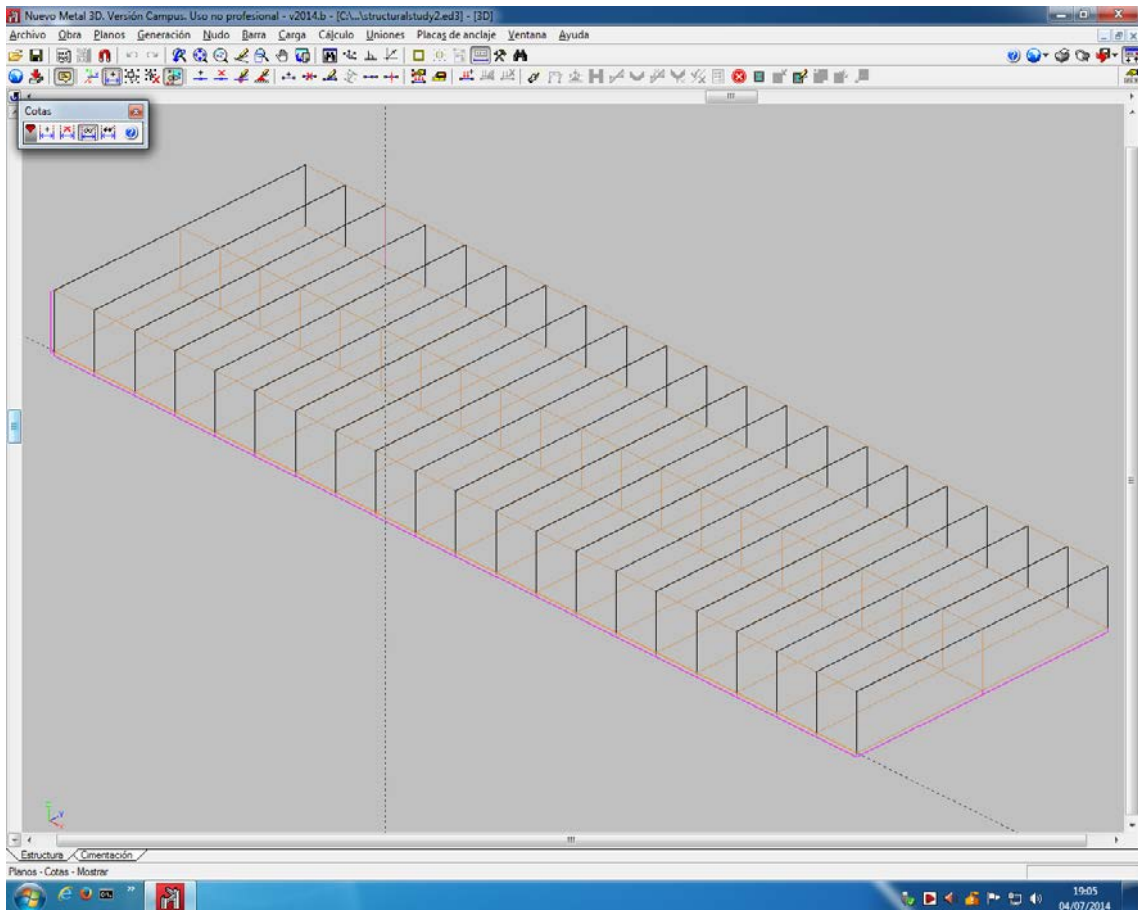 Nuevo Metal 3D. Versión Campus. Uso no profesional - v2014.b - [C:\...\structuralstudy2.ed3] - [3D]
Archivo Obra Planos Generación Nudo Barra Carga Cálculo Uniones Placas de anclaje Ventana Ayuda
Cotas
Estructura Cimentación
Planos - Cotas - Mostrar
19:05
04/07/2014